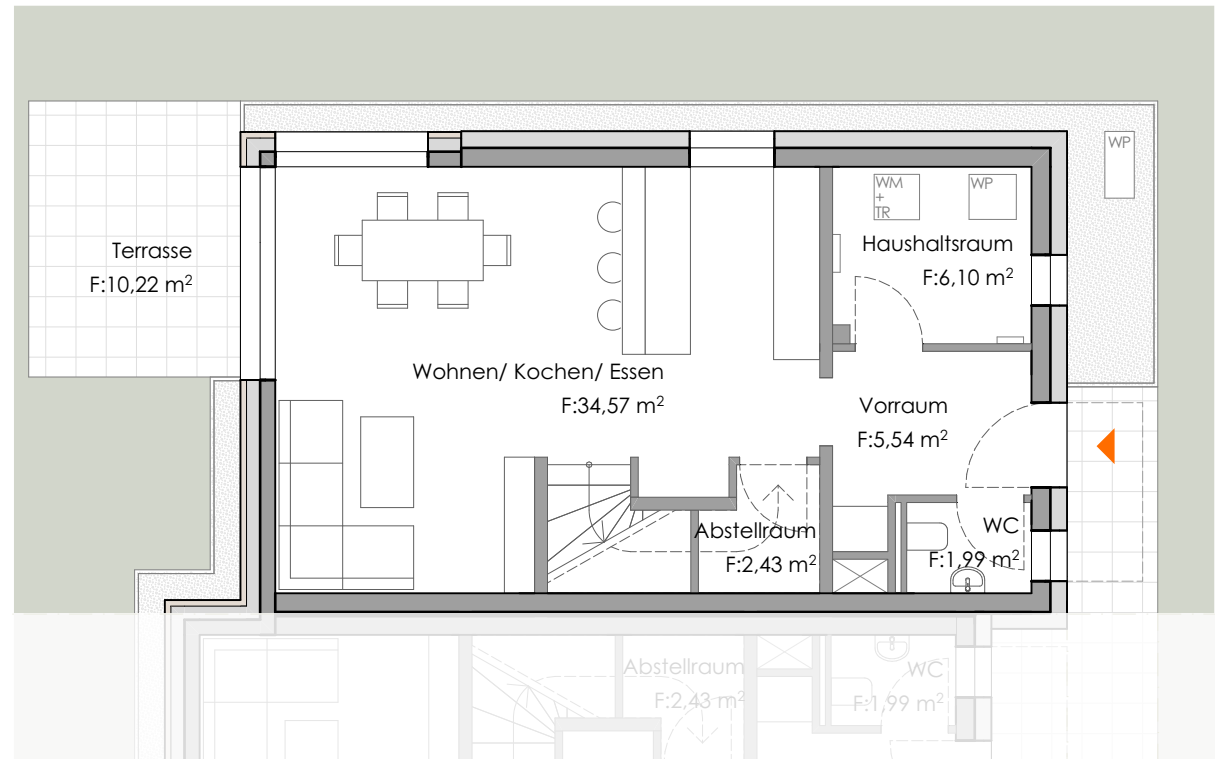 WP
WM
+
TR
WP
Haushaltsraum
F:6,10 m²
Terrasse
F:10,22 m²
Wohnen/ Kochen/ Essen
F:34,57 m²
Vorraum
F:5,54 m²
Abstellraum
F:2,43 m²
WC
F:1,99 m²
Abstellraum
F:2,43 m²
WC
F:1,99 m²